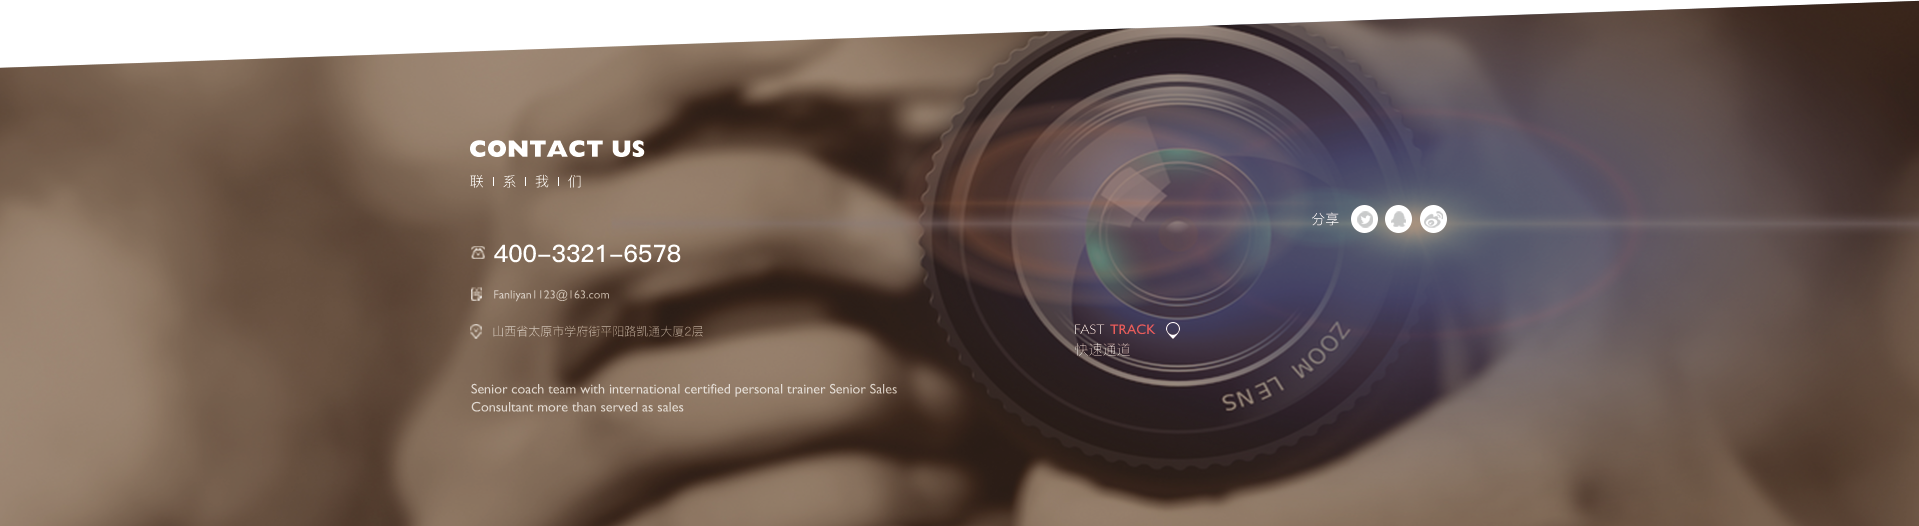 CONTACT US
联 | 系 | 我 | 们
400-3321-6578
Fanliyan1123@163.com
山西省太原市学府街平阳路凯通大厦2层
Senior coach team with international certified personal trainer Senior Sales
Consultant more than served as sales
分享
FAST TRACK
快速通道
ZOOM LENS